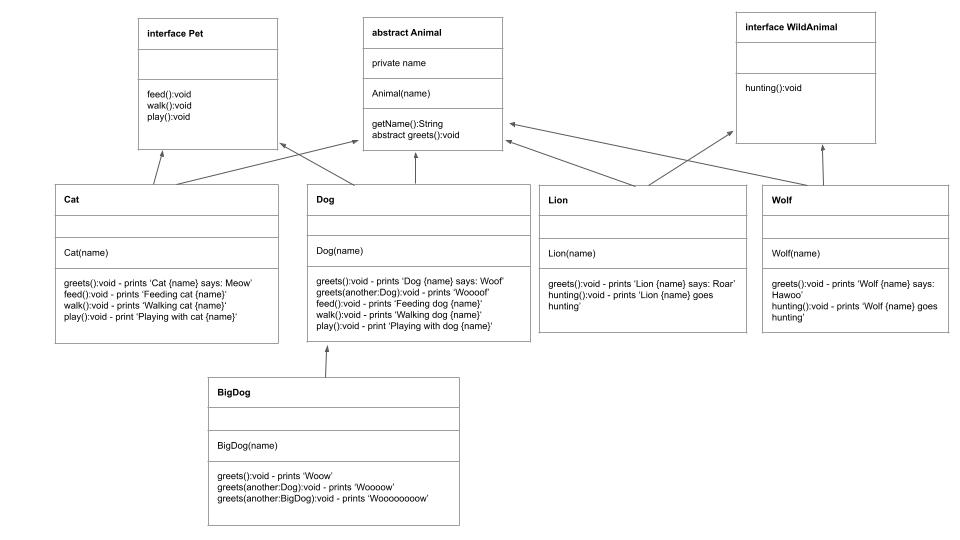 interface Pet
feed():void
walk():void
play():void
abstract Animal
private name
Animal(name)
getName():String
abstract greets():void
interface WildAnimal
hunting():void
Cat
Cat(name)
greets():void - prints ‘Cat {name} says: Meow’
feed():void - prints ‘Feeding cat {name}‘
walk():void - prints ‘Walking cat {name}‘
play():void - print ‘Playing with cat {name}‘
Dog
Dog(name)
greets():void - prints ‘Dog {name} says: Woof’
greets(another:Dog):void - prints ‘Woooof’
feed():void - prints ‘Feeding dog {name}‘
walk():void - prints ‘Walking dog {name}‘
play():void - print ‘Playing with dog {name}‘
Lion
Lion(name)
greets():void - prints ‘Lion {name} says: Roar’
hunting():void - prints ‘Lion {name} goes
hunting’
Wolf
Wolf(name)
greets():void - prints ‘Wolf {name} says:
Hawoo’
hunting():void - prints ‘Wolf {name} goes
hunting’
BigDog
BigDog(name)
greets():void - prints ‘Woow’
greets(another:Dog):void - prints ‘Woooow’
greets(another:BigDog):void - prints ‘Woooooooow’